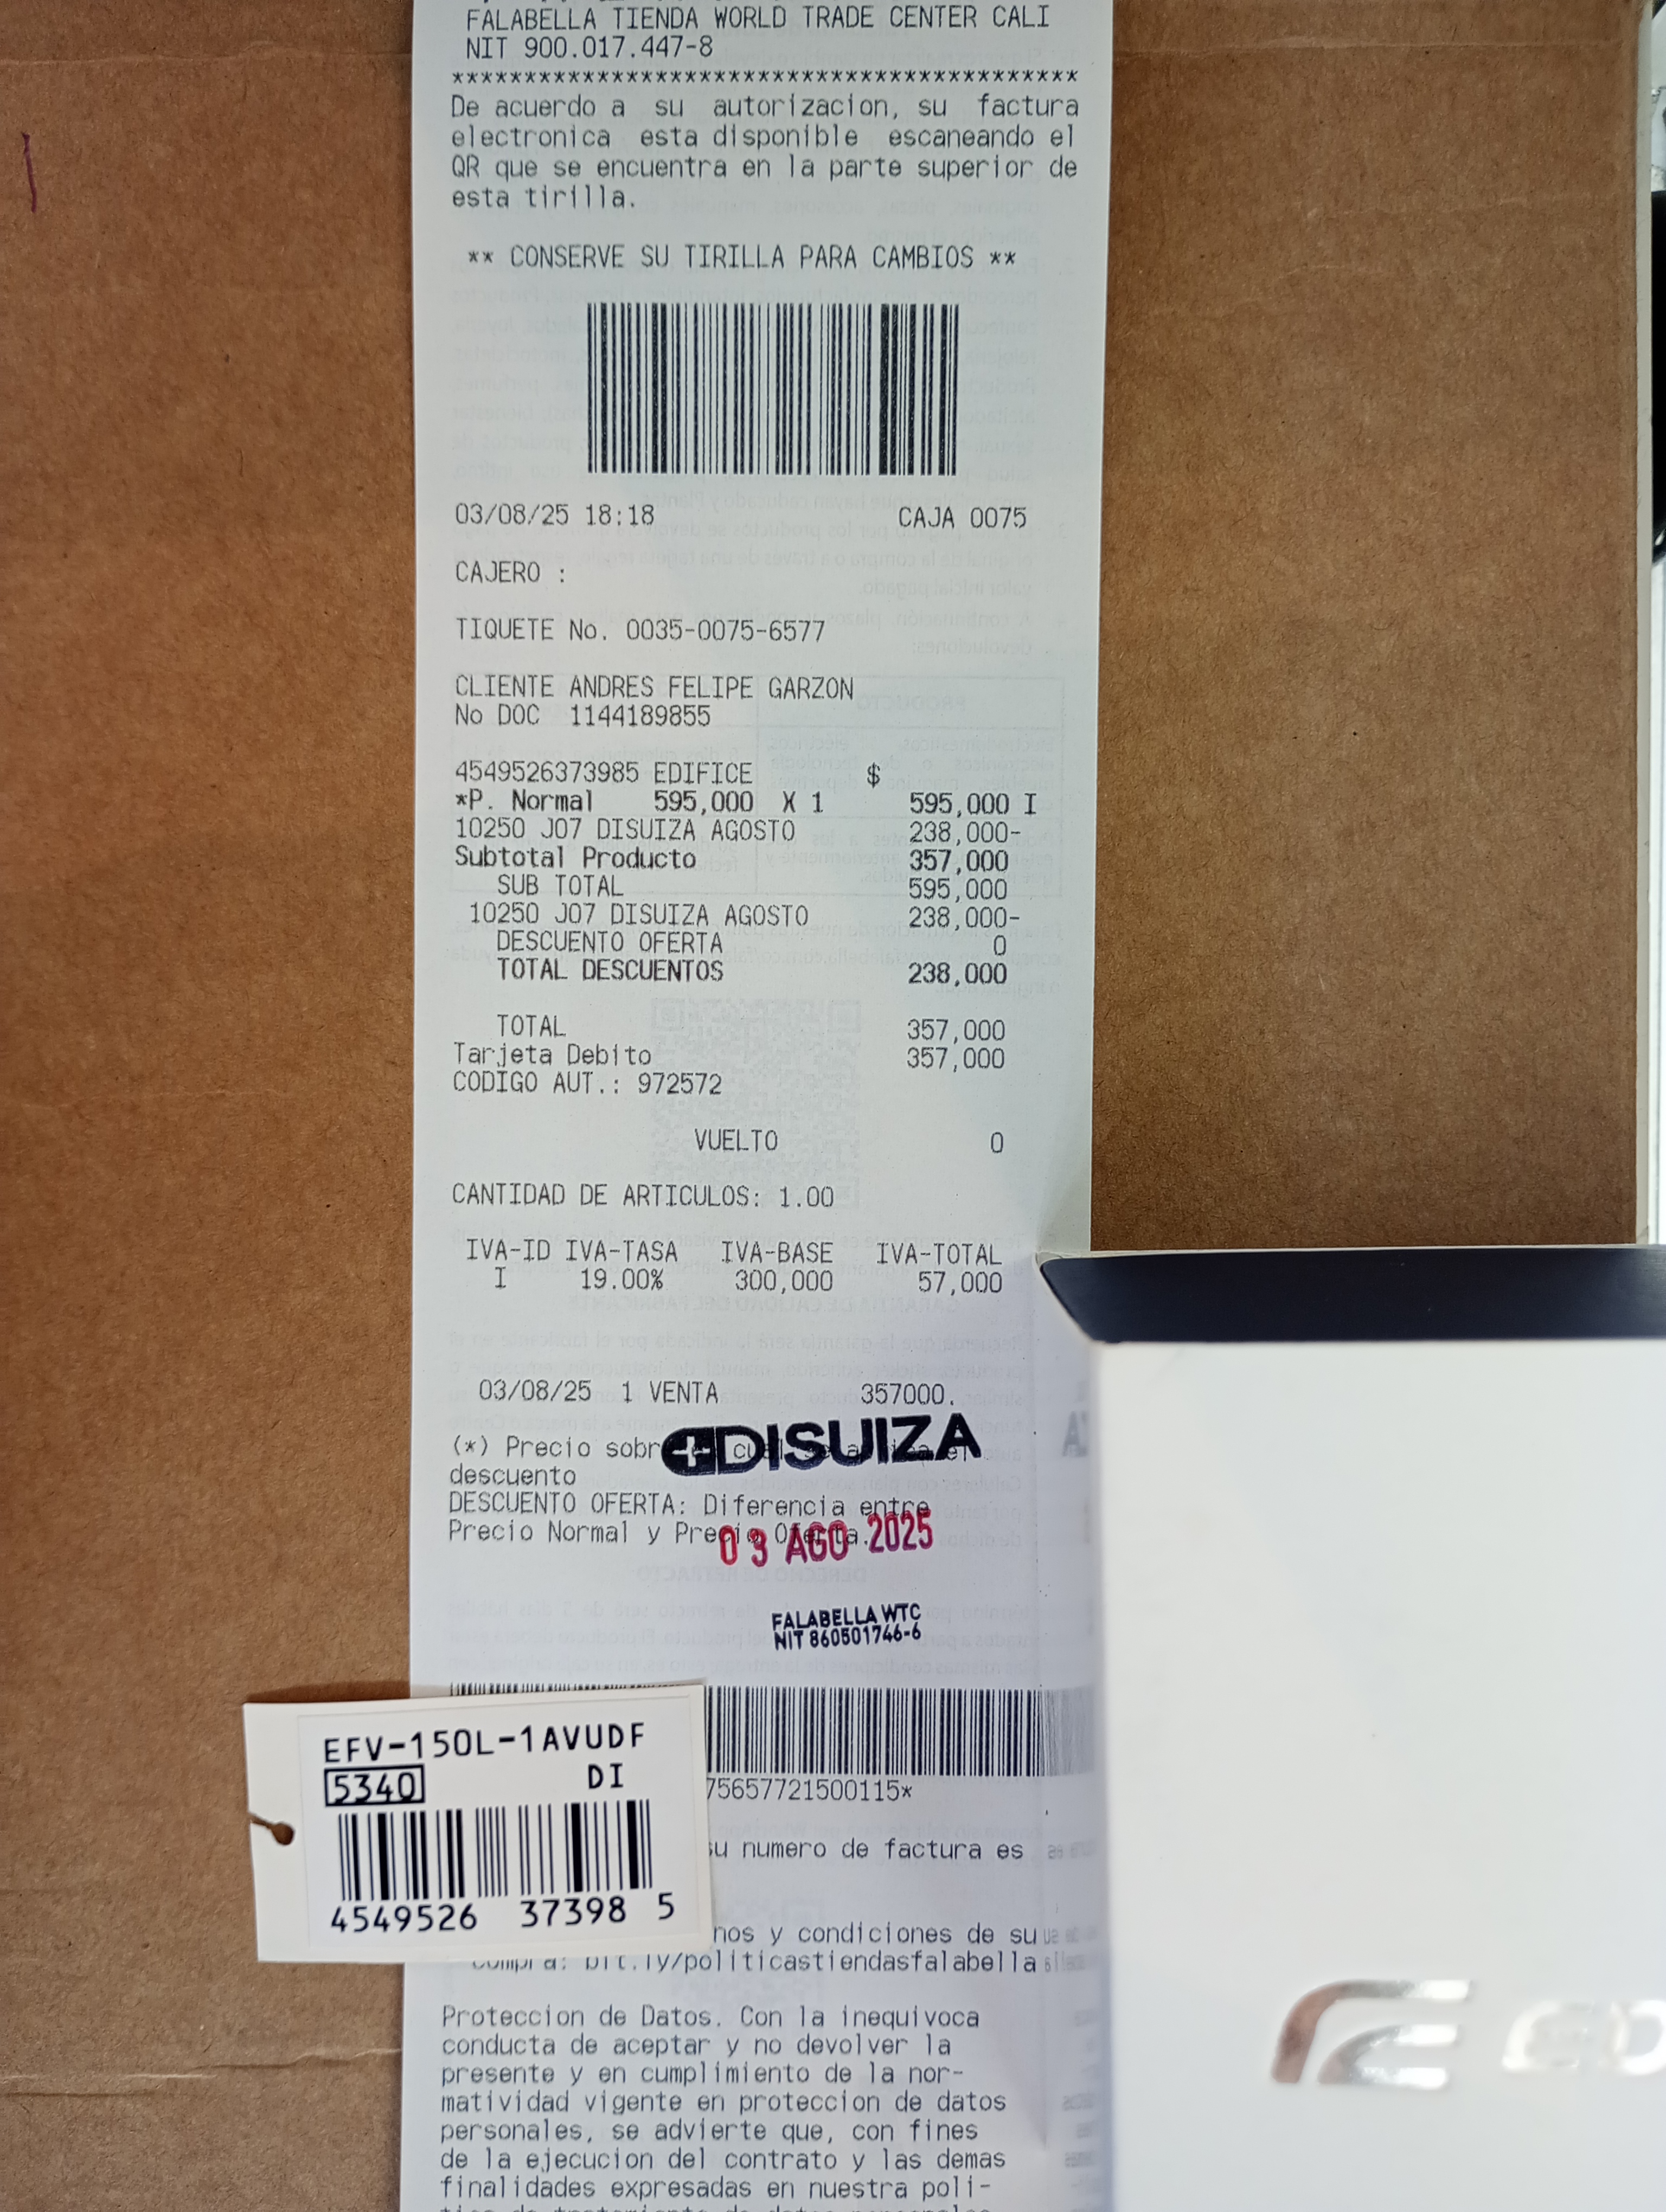 FALABELLA TIENDA WORLD TRADE CENTER CALI
NIT 900.017.447-8
*******************************************
De acuerdo a su autorizacion, su factura
electronica esta disponible escaneando el
QR que se encuentra en la parte superior de
esta tirilla.
** CONSERVE SU TIRILLA PARA CAMBIOS **
03/08/25 18:18 CAJA 0075
CAJERO :
TIQUETE No. 0035-0075-6577
CLIENTE ANDRES FELIPE GARZON
No DOC 1144189855
4549526373985 EDIFICE $
*P. Normal 595,000 X 1 595,000 I
10250 J07 DISUIZA AGOSTO 238,000-
Subtotal Producto 357,000
SUB TOTAL 595,000
10250 J07 DISUIZA AGOSTO 238,000-
DESCUENTO OFERTA 0
TOTAL DESCUENTOS 238,000
TOTAL 357,000
Tarjeta Debito 357,000
CODIGO AUT.: 972572
VUELTO 0
CANTIDAD DE ARTICULOS: 1.00
IVA-ID IVA-TASA IVA-BASE IVA-TOTAL
I 19.00% 300,000 57,000
03/08/25 1 VENTA 357000.
DISUIZA
(*) Precio sobre el cual se aplica el
descuento
DESCUENTO OFERTA: Diferencia entre
Precio Normal y Precio Oferta.
03 AGO 2025
FALABELLA WTC
NIT 860501746-6
EFV-150L-1AVUDF
5340 DI
4549526 37398 5
75657721500115*
su numero de factura es
nos y condiciones de su
compra: bit.ly/politicastiendasfalabella
Proteccion de Datos. Con la inequivoca
conducta de aceptar y no devolver la
presente y en cumplimiento de la nor-
matividad vigente en proteccion de datos
personales, se advierte que, con fines
de la ejecucion del contrato y las demas
finalidades expresadas en nuestra poli-